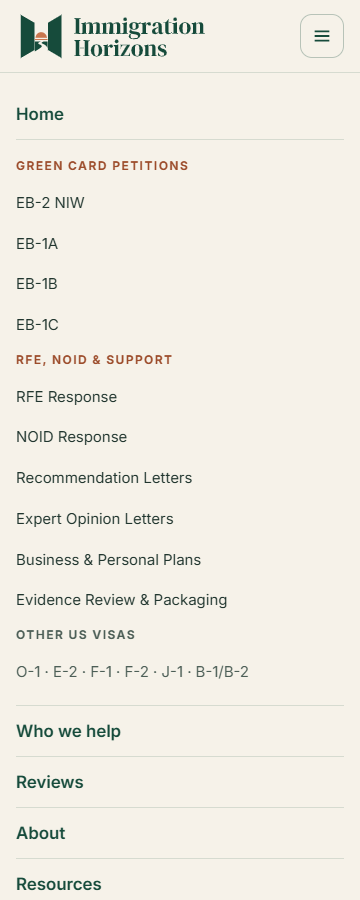 Immigration
Horizons
Home
GREEN CARD PETITIONS
EB-2 NIW
EB-1A
EB-1B
EB-1C
RFE, NOID & SUPPORT
RFE Response
NOID Response
Recommendation Letters
Expert Opinion Letters
Business & Personal Plans
Evidence Review & Packaging
OTHER US VISAS
O-1 · E-2 · F-1 · F-2 · J-1 · B-1/B-2
Who we help
Reviews
About
Resources